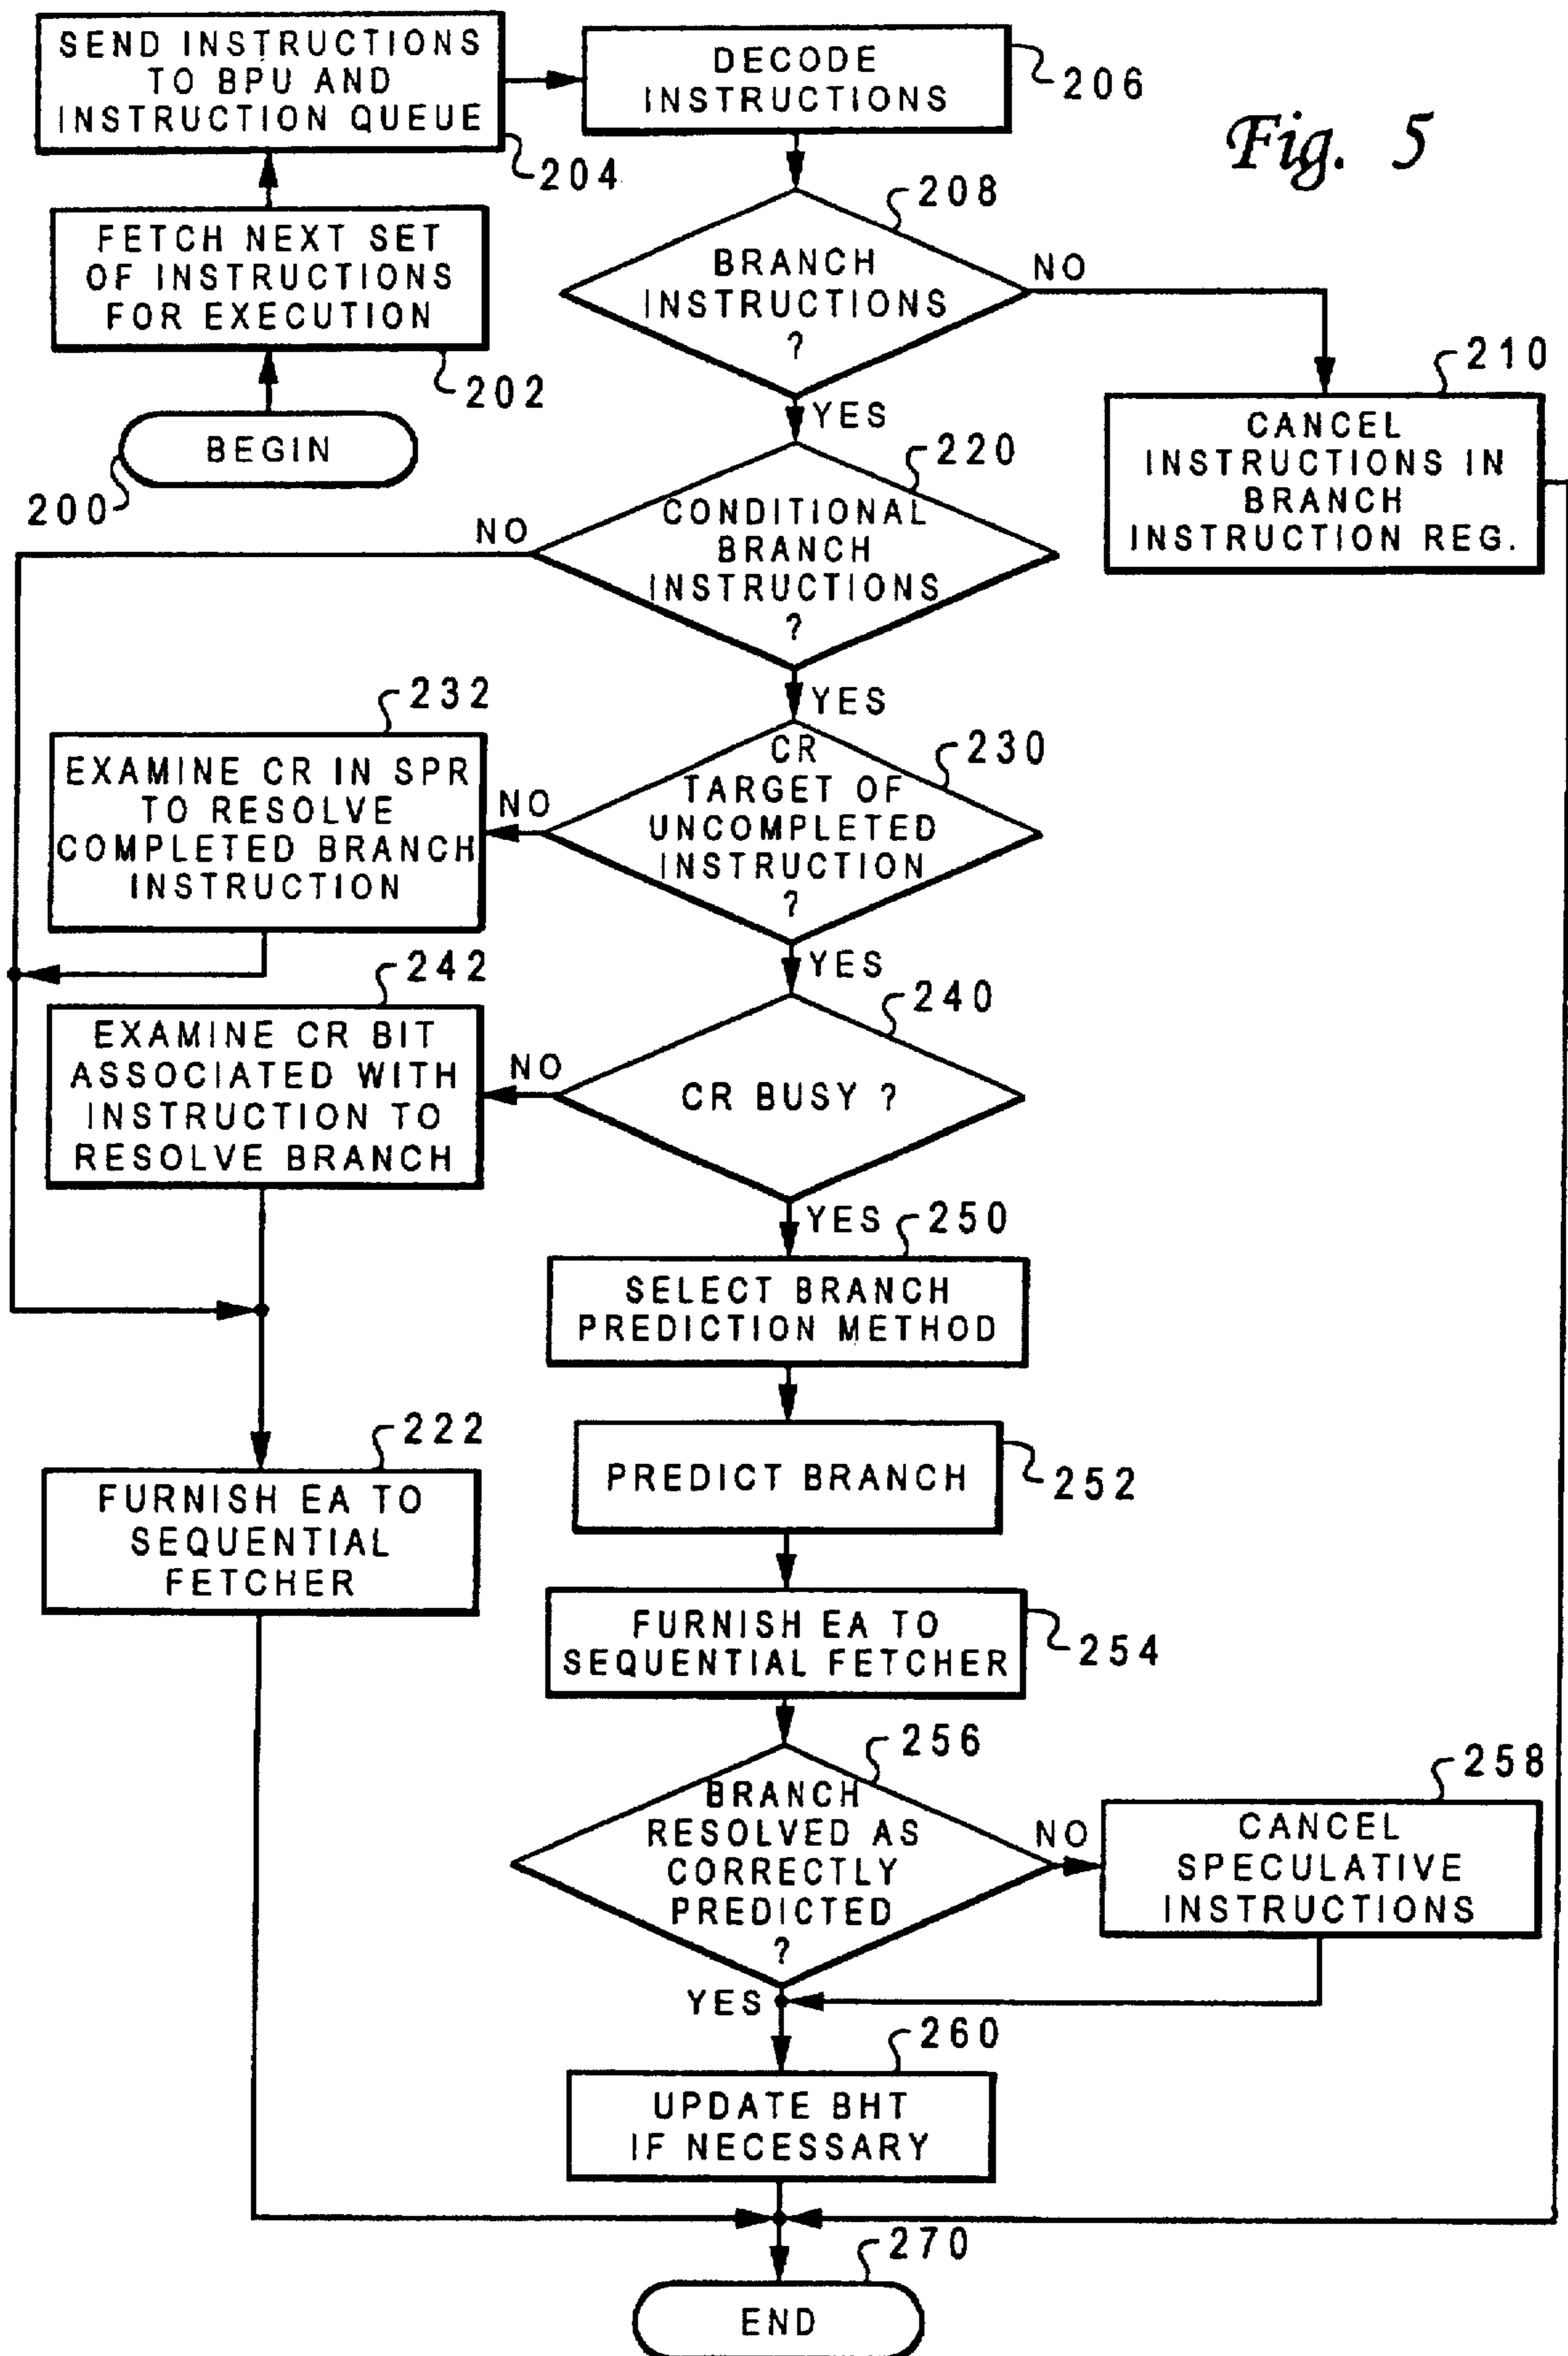 SEND INSTRUCTIONS
TO BPU AND
INSTRUCTION QUEUE
204
DECODE
INSTRUCTIONS
206
Fig. 5
FETCH NEXT SET
OF INSTRUCTIONS
FOR EXECUTION
202
BEGIN
200
208
BRANCH
INSTRUCTIONS
?
NO
YES
210
CANCEL
INSTRUCTIONS IN
BRANCH
INSTRUCTION REG.
220
CONDITIONAL
BRANCH
INSTRUCTIONS
?
NO
YES
230
CR
TARGET OF
UNCOMPLETED
INSTRUCTION
?
NO
YES
232
EXAMINE CR IN SPR
TO RESOLVE
COMPLETED BRANCH
INSTRUCTION
240
CR BUSY ?
NO
YES
242
EXAMINE CR BIT
ASSOCIATED WITH
INSTRUCTION TO
RESOLVE BRANCH
250
SELECT BRANCH
PREDICTION METHOD
222
FURNISH EA TO
SEQUENTIAL
FETCHER
PREDICT BRANCH
252
FURNISH EA TO
SEQUENTIAL FETCHER
254
256
BRANCH
RESOLVED AS
CORRECTLY
PREDICTED
?
NO
YES
258
CANCEL
SPECULATIVE
INSTRUCTIONS
260
UPDATE BHT
IF NECESSARY
270
END